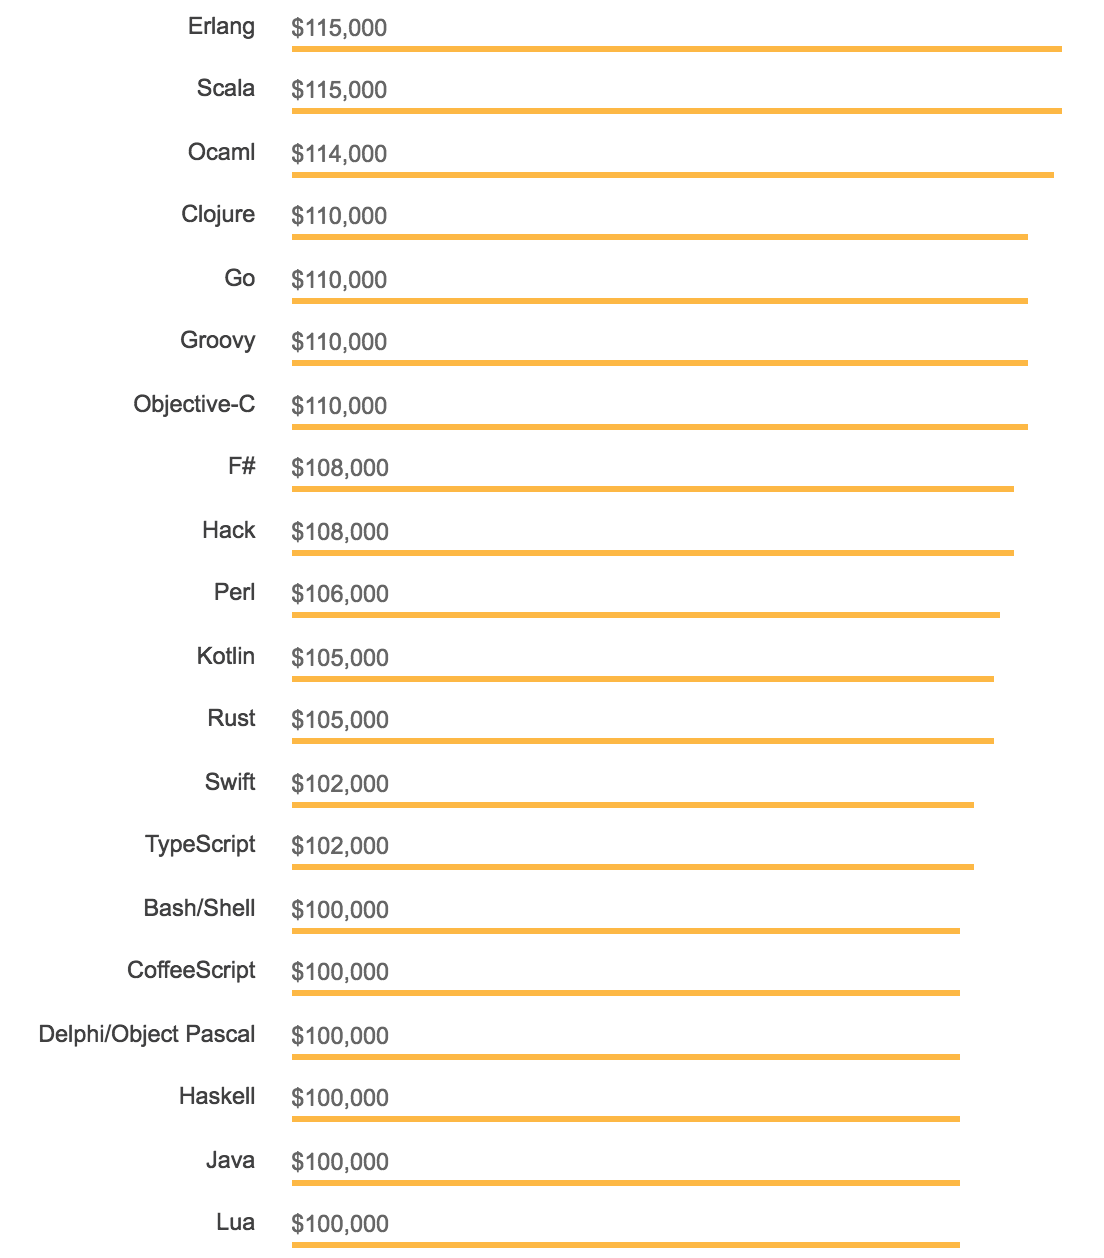 Erlang $115,000
Scala $115,000
Ocaml $114,000
Clojure $110,000
Go $110,000
Groovy $110,000
Objective-C $110,000
F# $108,000
Hack $108,000
Perl $106,000
Kotlin $105,000
Rust $105,000
Swift $102,000
TypeScript $102,000
Bash/Shell $100,000
CoffeeScript $100,000
Delphi/Object Pascal $100,000
Haskell $100,000
Java $100,000
Lua $100,000